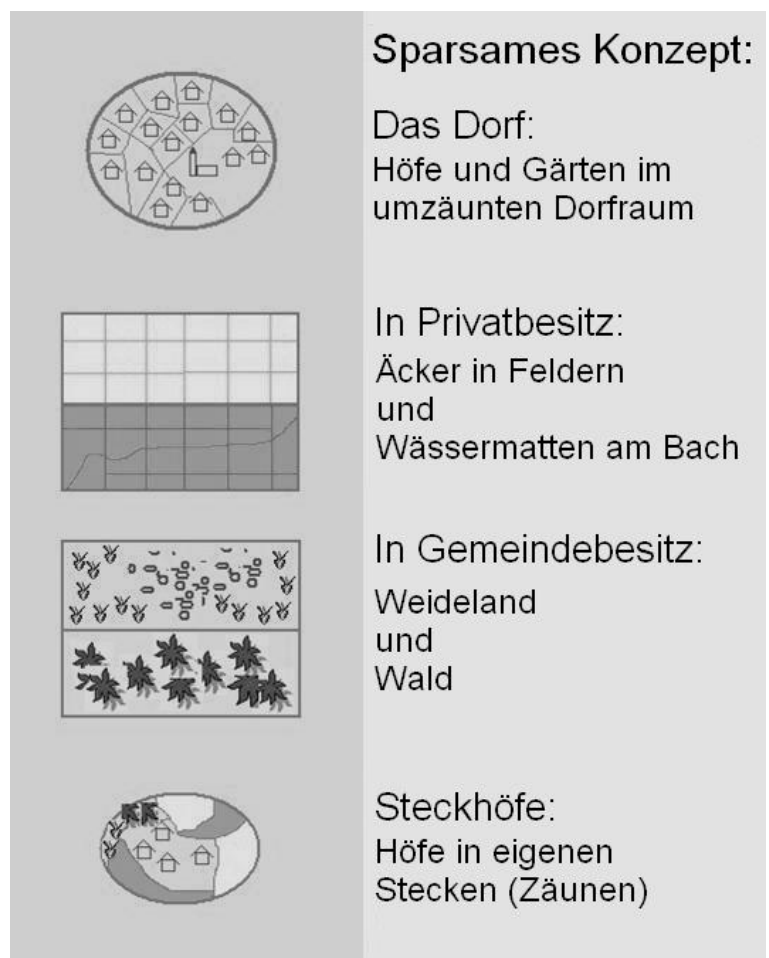 Sparsames Konzept:
Das Dorf:
Höfe und Gärten im
umzäunten Dorfraum
In Privatbesitz:
Äcker in Feldern
und
Wässermatten am Bach
In Gemeindebesitz:
Weideland
und
Wald
Steckhöfe:
Höfe in eigenen
Stecken (Zäunen)